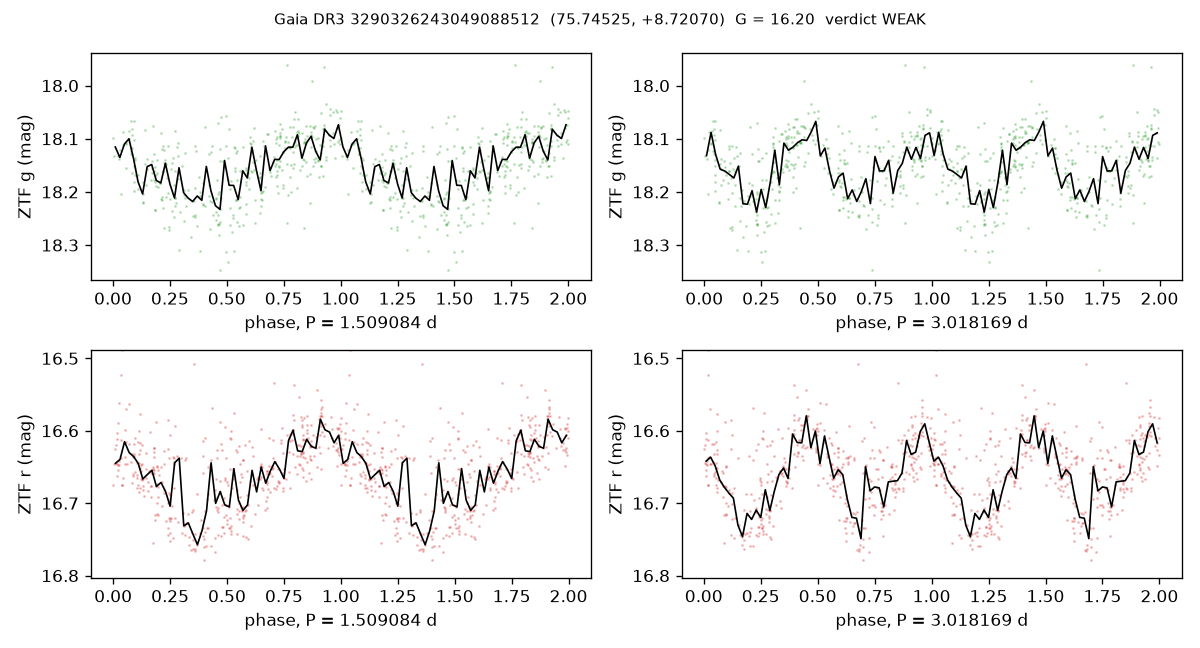 Gaia DR3 3290326243049088512 (75.74525, +8.72070) G = 16.20 verdict WEAK
ZTF g (mag)
18.0
18.1
18.2
18.3
0.00 0.25 0.50 0.75 1.00 1.25 1.50 1.75 2.00
phase, P = 1.509084 d
ZTF g (mag)
18.0
18.1
18.2
18.3
0.00 0.25 0.50 0.75 1.00 1.25 1.50 1.75 2.00
phase, P = 3.018169 d
ZTF r (mag)
16.5
16.6
16.7
16.8
0.00 0.25 0.50 0.75 1.00 1.25 1.50 1.75 2.00
phase, P = 1.509084 d
ZTF r (mag)
16.5
16.6
16.7
16.8
0.00 0.25 0.50 0.75 1.00 1.25 1.50 1.75 2.00
phase, P = 3.018169 d